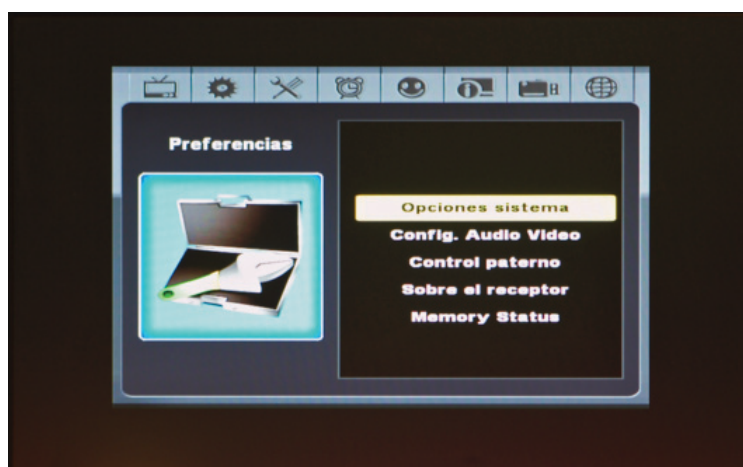 Preferencias
Opciones sistema
Config. Audio Video
Control paterno
Sobre el receptor
Memory Status